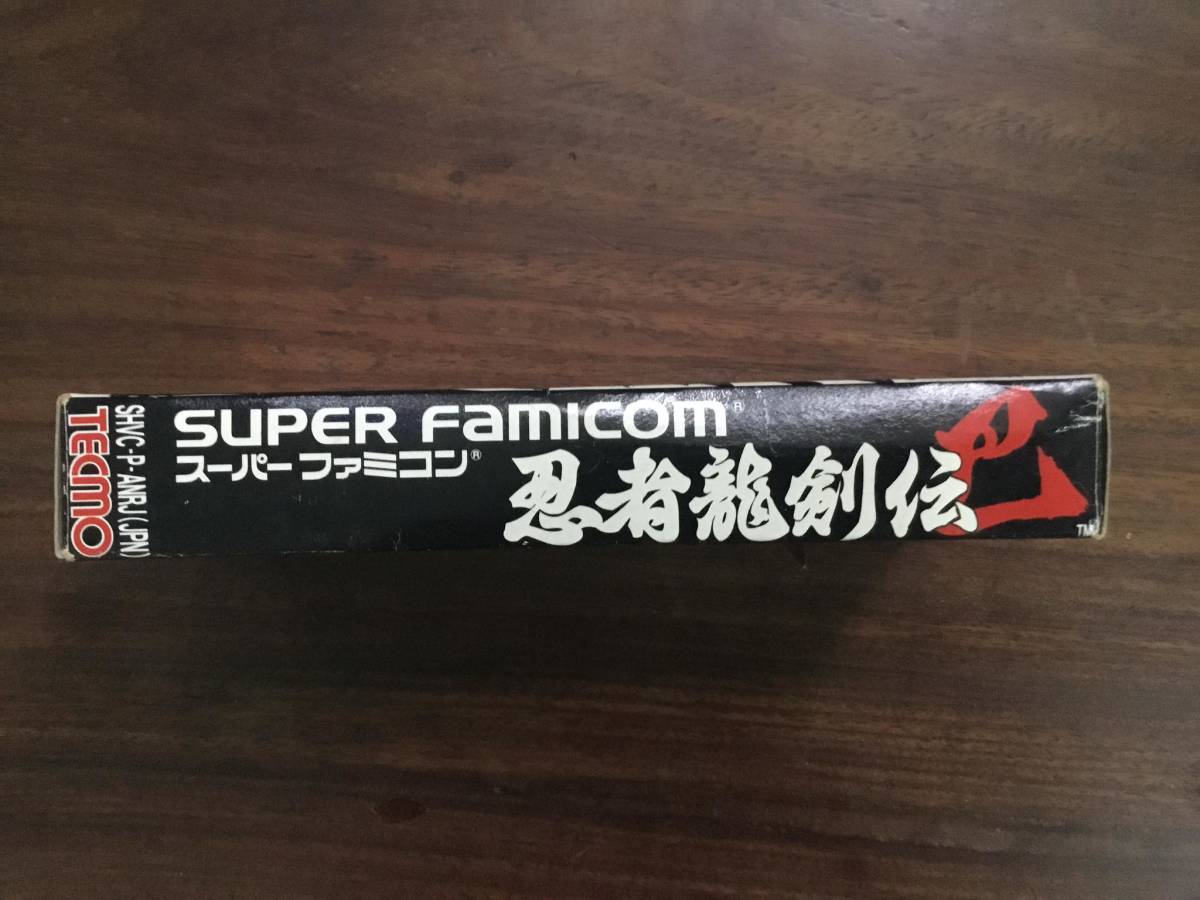 SUPER Famicom®
スーパーファミコン®
忍者龍剣伝巴
TM
SHVC-P-ANRJ(JPN)
TECMO